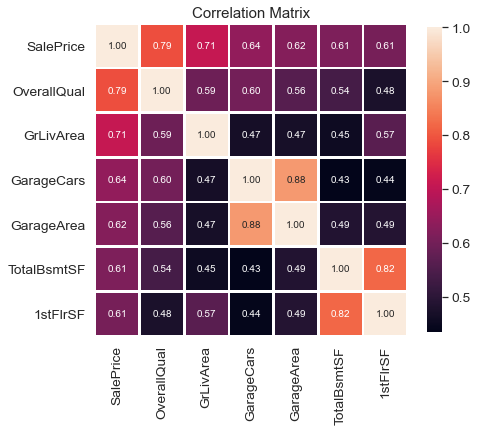 Correlation Matrix
SalePrice 1.00 0.79 0.71 0.64 0.62 0.61 0.61
OverallQual 0.79 1.00 0.59 0.60 0.56 0.54 0.48
GrLivArea 0.71 0.59 1.00 0.47 0.47 0.45 0.57
GarageCars 0.64 0.60 0.47 1.00 0.88 0.43 0.44
GarageArea 0.62 0.56 0.47 0.88 1.00 0.49 0.49
TotalBsmtSF 0.61 0.54 0.45 0.43 0.49 1.00 0.82
1stFlrSF 0.61 0.48 0.57 0.44 0.49 0.82 1.00
SalePrice
OverallQual
GrLivArea
GarageCars
GarageArea
TotalBsmtSF
1stFlrSF
1.0
0.9
0.8
0.7
0.6
0.5